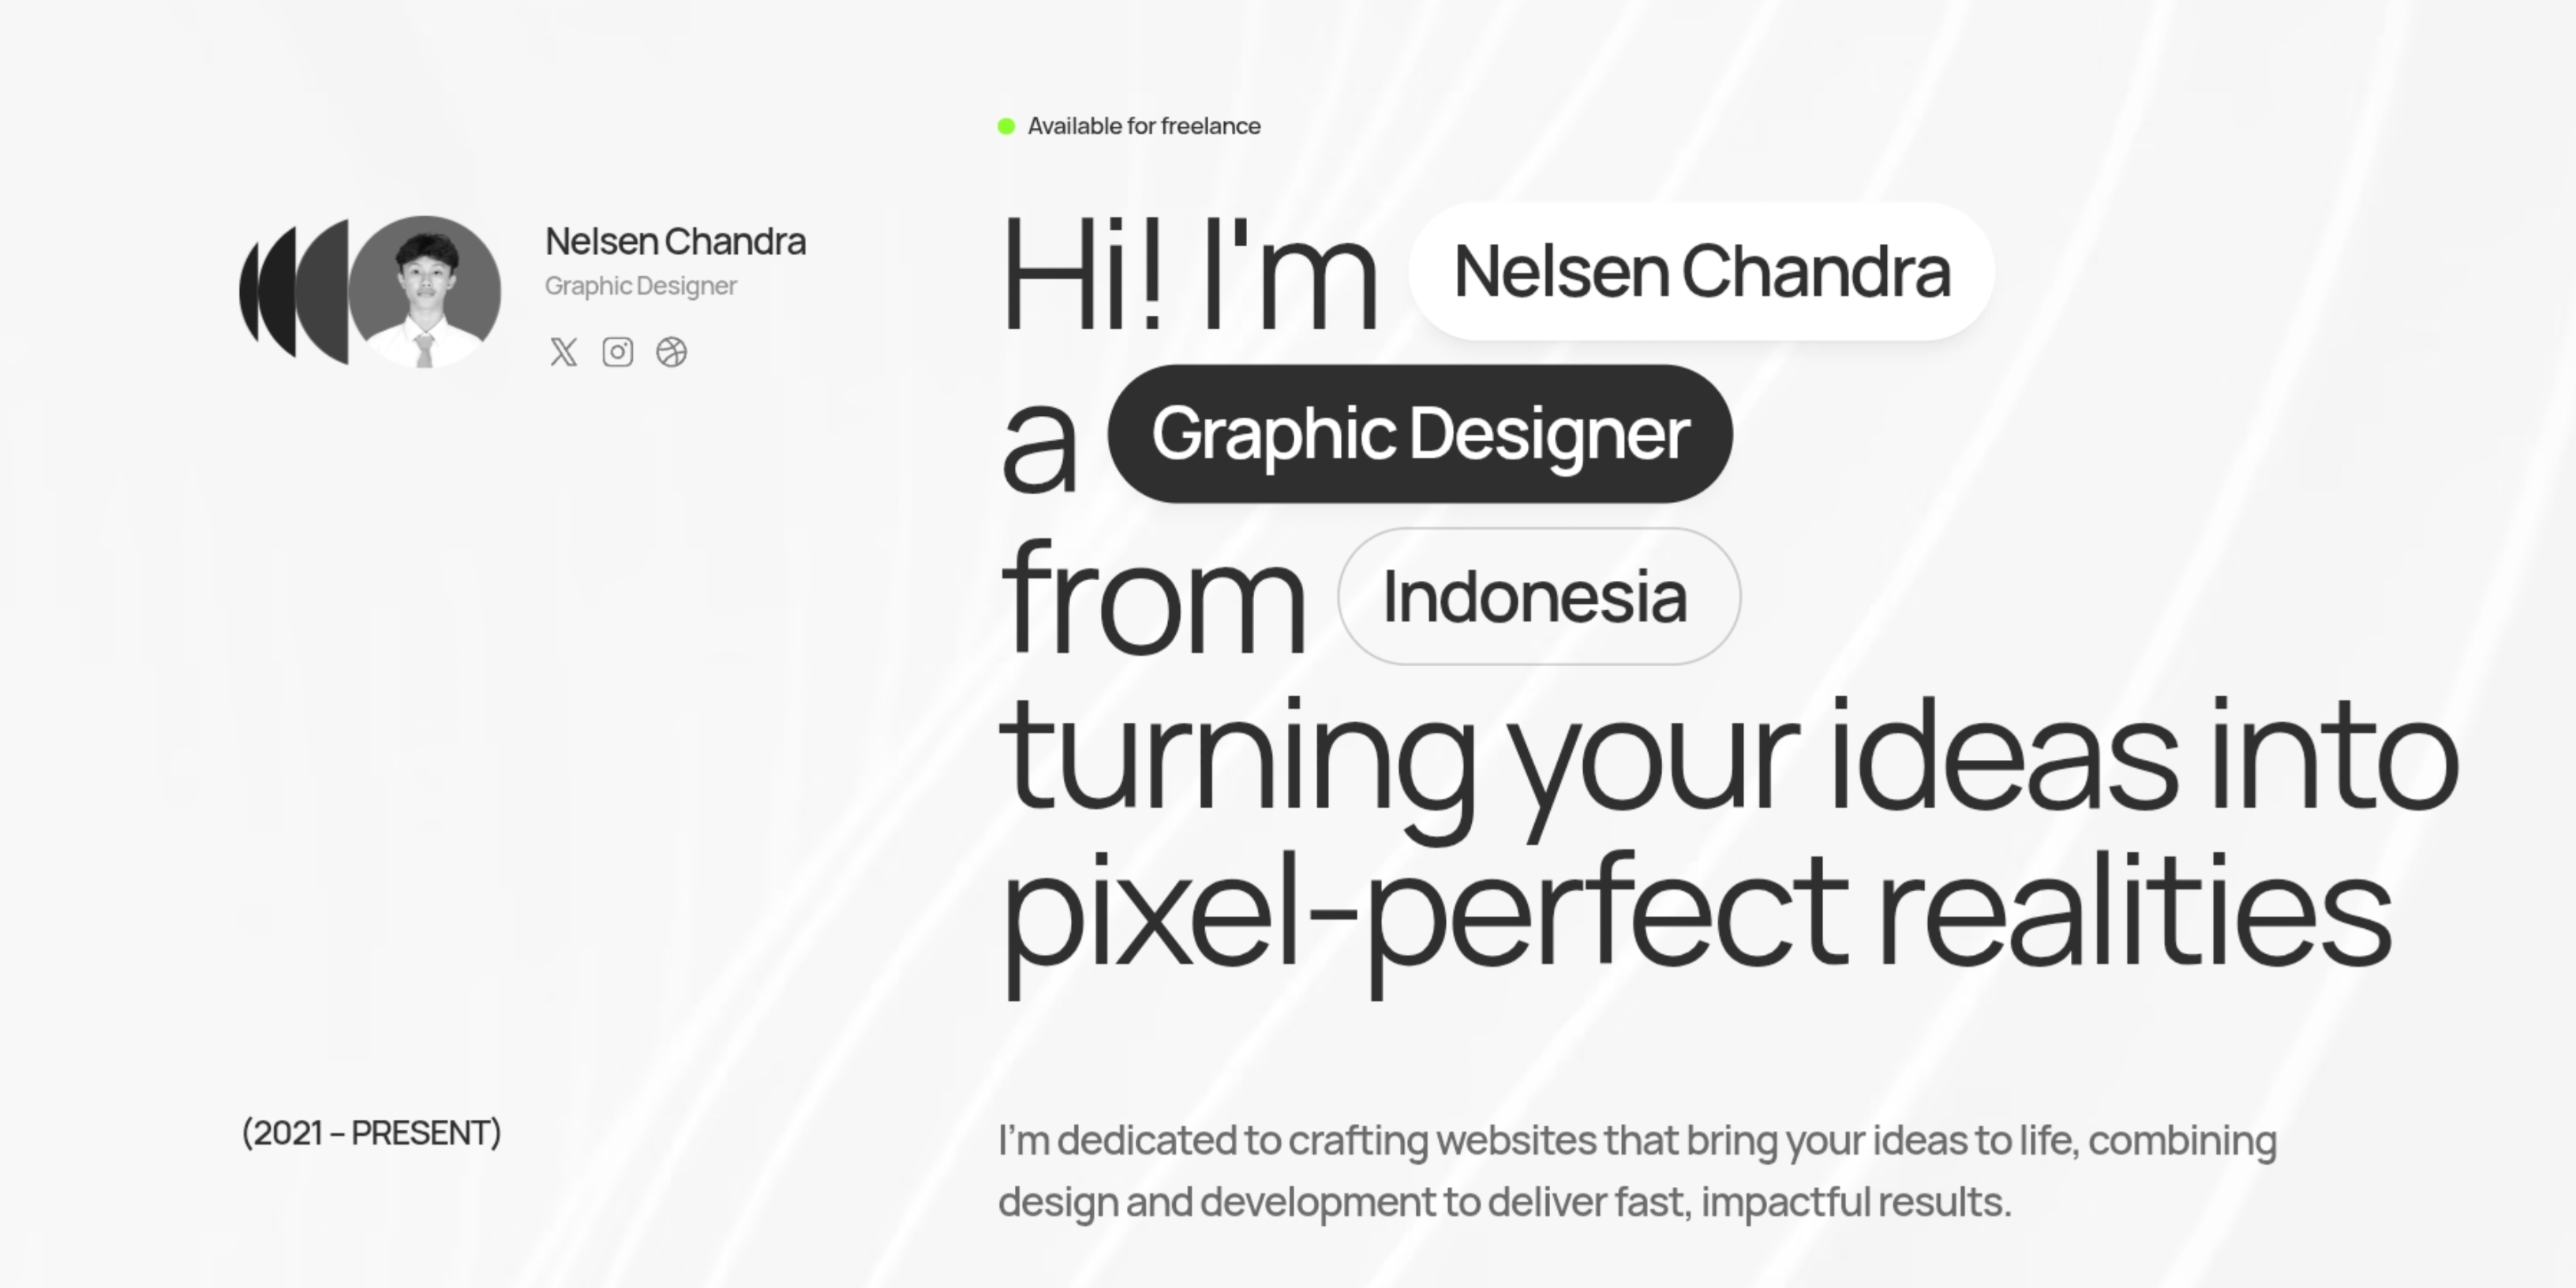 Available for freelance
Nelsen Chandra
Graphic Designer
Hi! I'm Nelsen Chandra
a Graphic Designer
from Indonesia
turning your ideas into
pixel-perfect realities
(2021 – PRESENT)
I’m dedicated to crafting websites that bring your ideas to life, combining
design and development to deliver fast, impactful results.